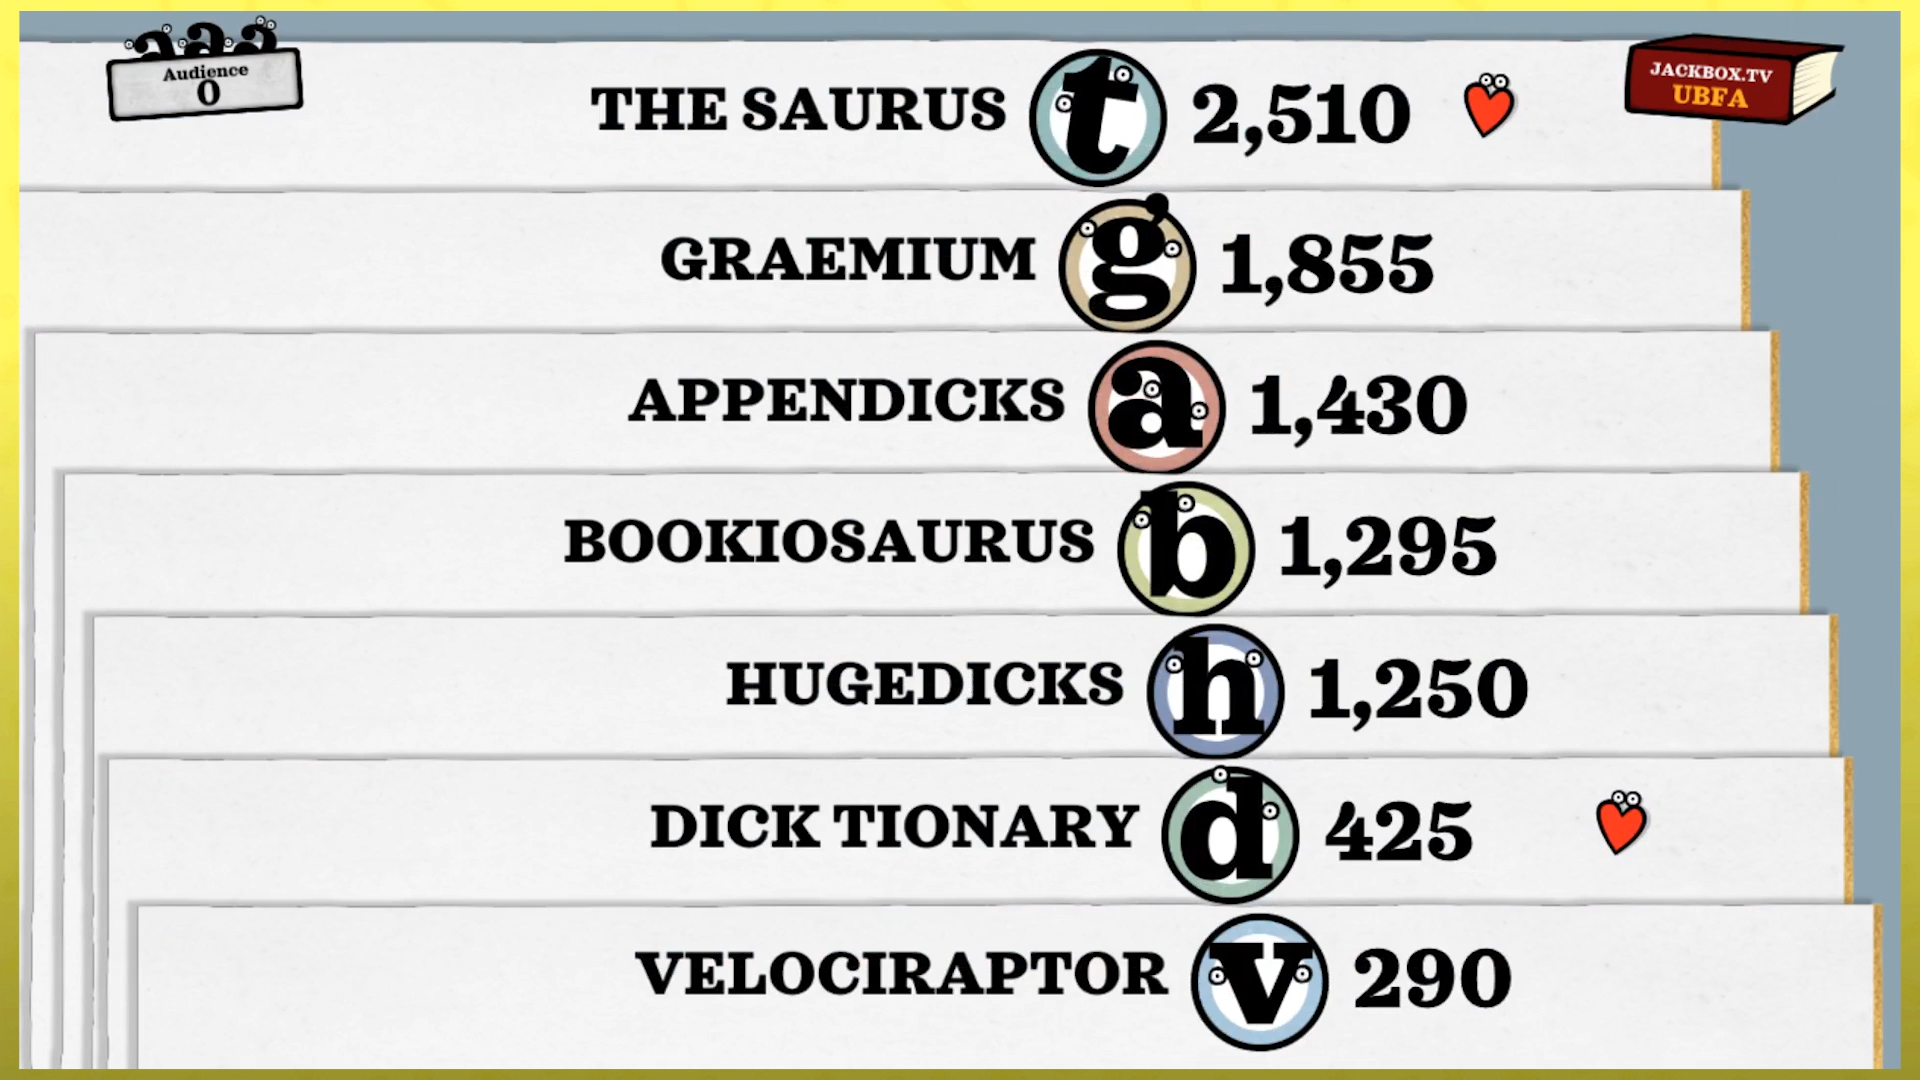 Audience
0
JACKBOX.TV
UBFA
THE SAURUS t 2,510
GRAEMIUM g 1,855
APPENDICKS a 1,430
BOOKIOSAURUS b 1,295
HUGEDICKS h 1,250
DICK TIONARY d 425
VELOCIRAPTOR v 290